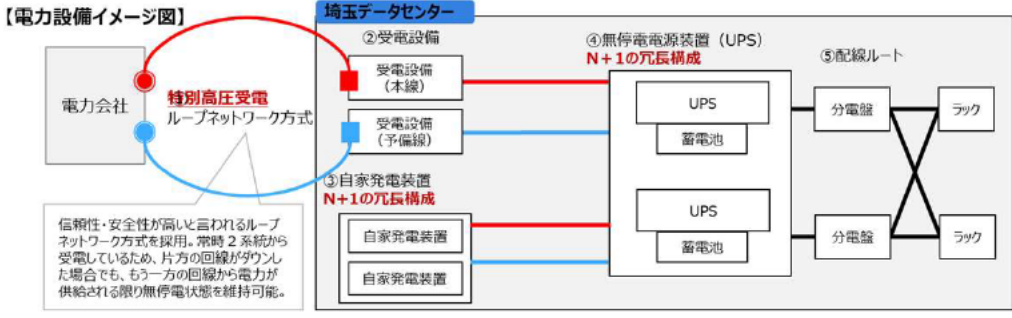 【電力設備イメージ図】
埼玉データセンター
電力会社
特別高圧受電
ループネットワーク方式
信頼性・安全性が高いと言われるループ
ネットワーク方式を採用。常時２系統から
受電しているため、片方の回線がダウンし
た場合でも、もう一方の回線から電力が
供給される限り無停電状態を維持可能。
②受電設備
受電設備
（本線）
受電設備
（予備線）
③自家発電装置
N+1の冗長構成
自家発電装置
自家発電装置
④無停電電源装置（UPS）
N+1の冗長構成
UPS
蓄電池
UPS
蓄電池
⑤配線ルート
分電盤
ラック
分電盤
ラック